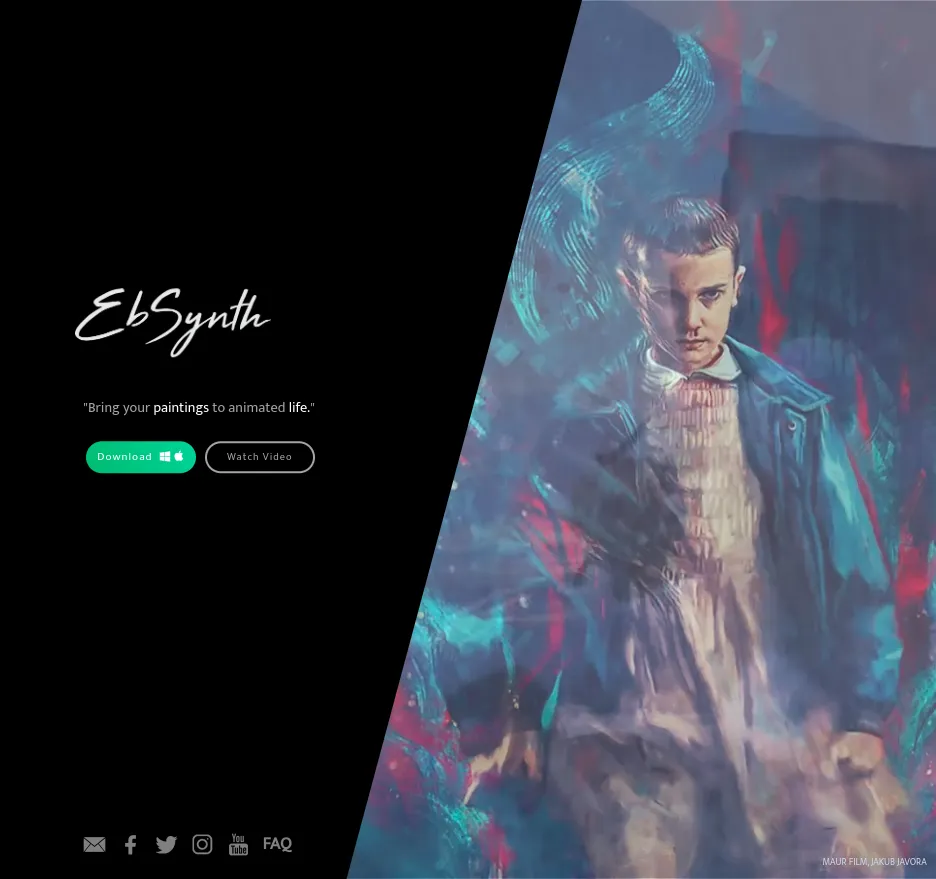 EbSynth
"Bring your paintings to animated life."
Download
Watch Video
You
Tube
FAQ
MAUR FILM, JAKUB JAVORA